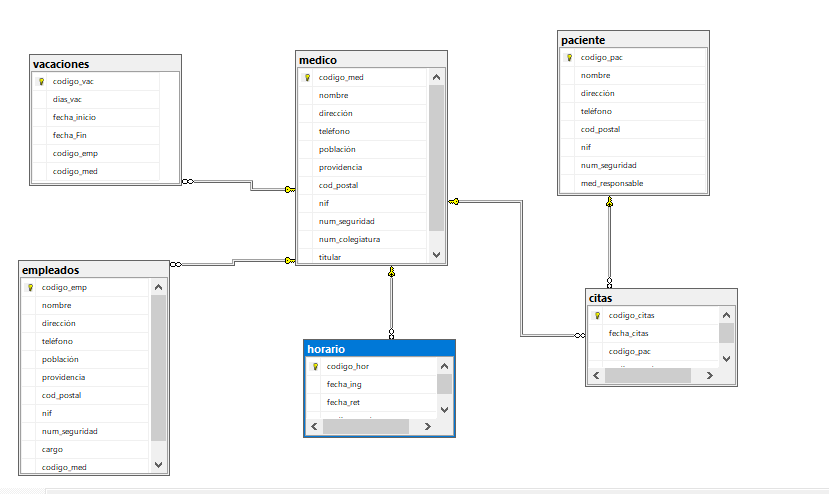 vacaciones
codigo_vac
dias_vac
fecha_inicio
fecha_Fin
codigo_emp
codigo_med
medico
codigo_med
nombre
dirección
teléfono
población
providencia
cod_postal
nif
num_seguridad
num_colegiatura
titular
paciente
codigo_pac
nombre
dirección
teléfono
cod_postal
nif
num_seguridad
med_responsable
empleados
codigo_emp
nombre
dirección
teléfono
población
providencia
cod_postal
nif
num_seguridad
cargo
codigo_med
horario
codigo_hor
fecha_ing
fecha_ret
citas
codigo_citas
fecha_citas
codigo_pac